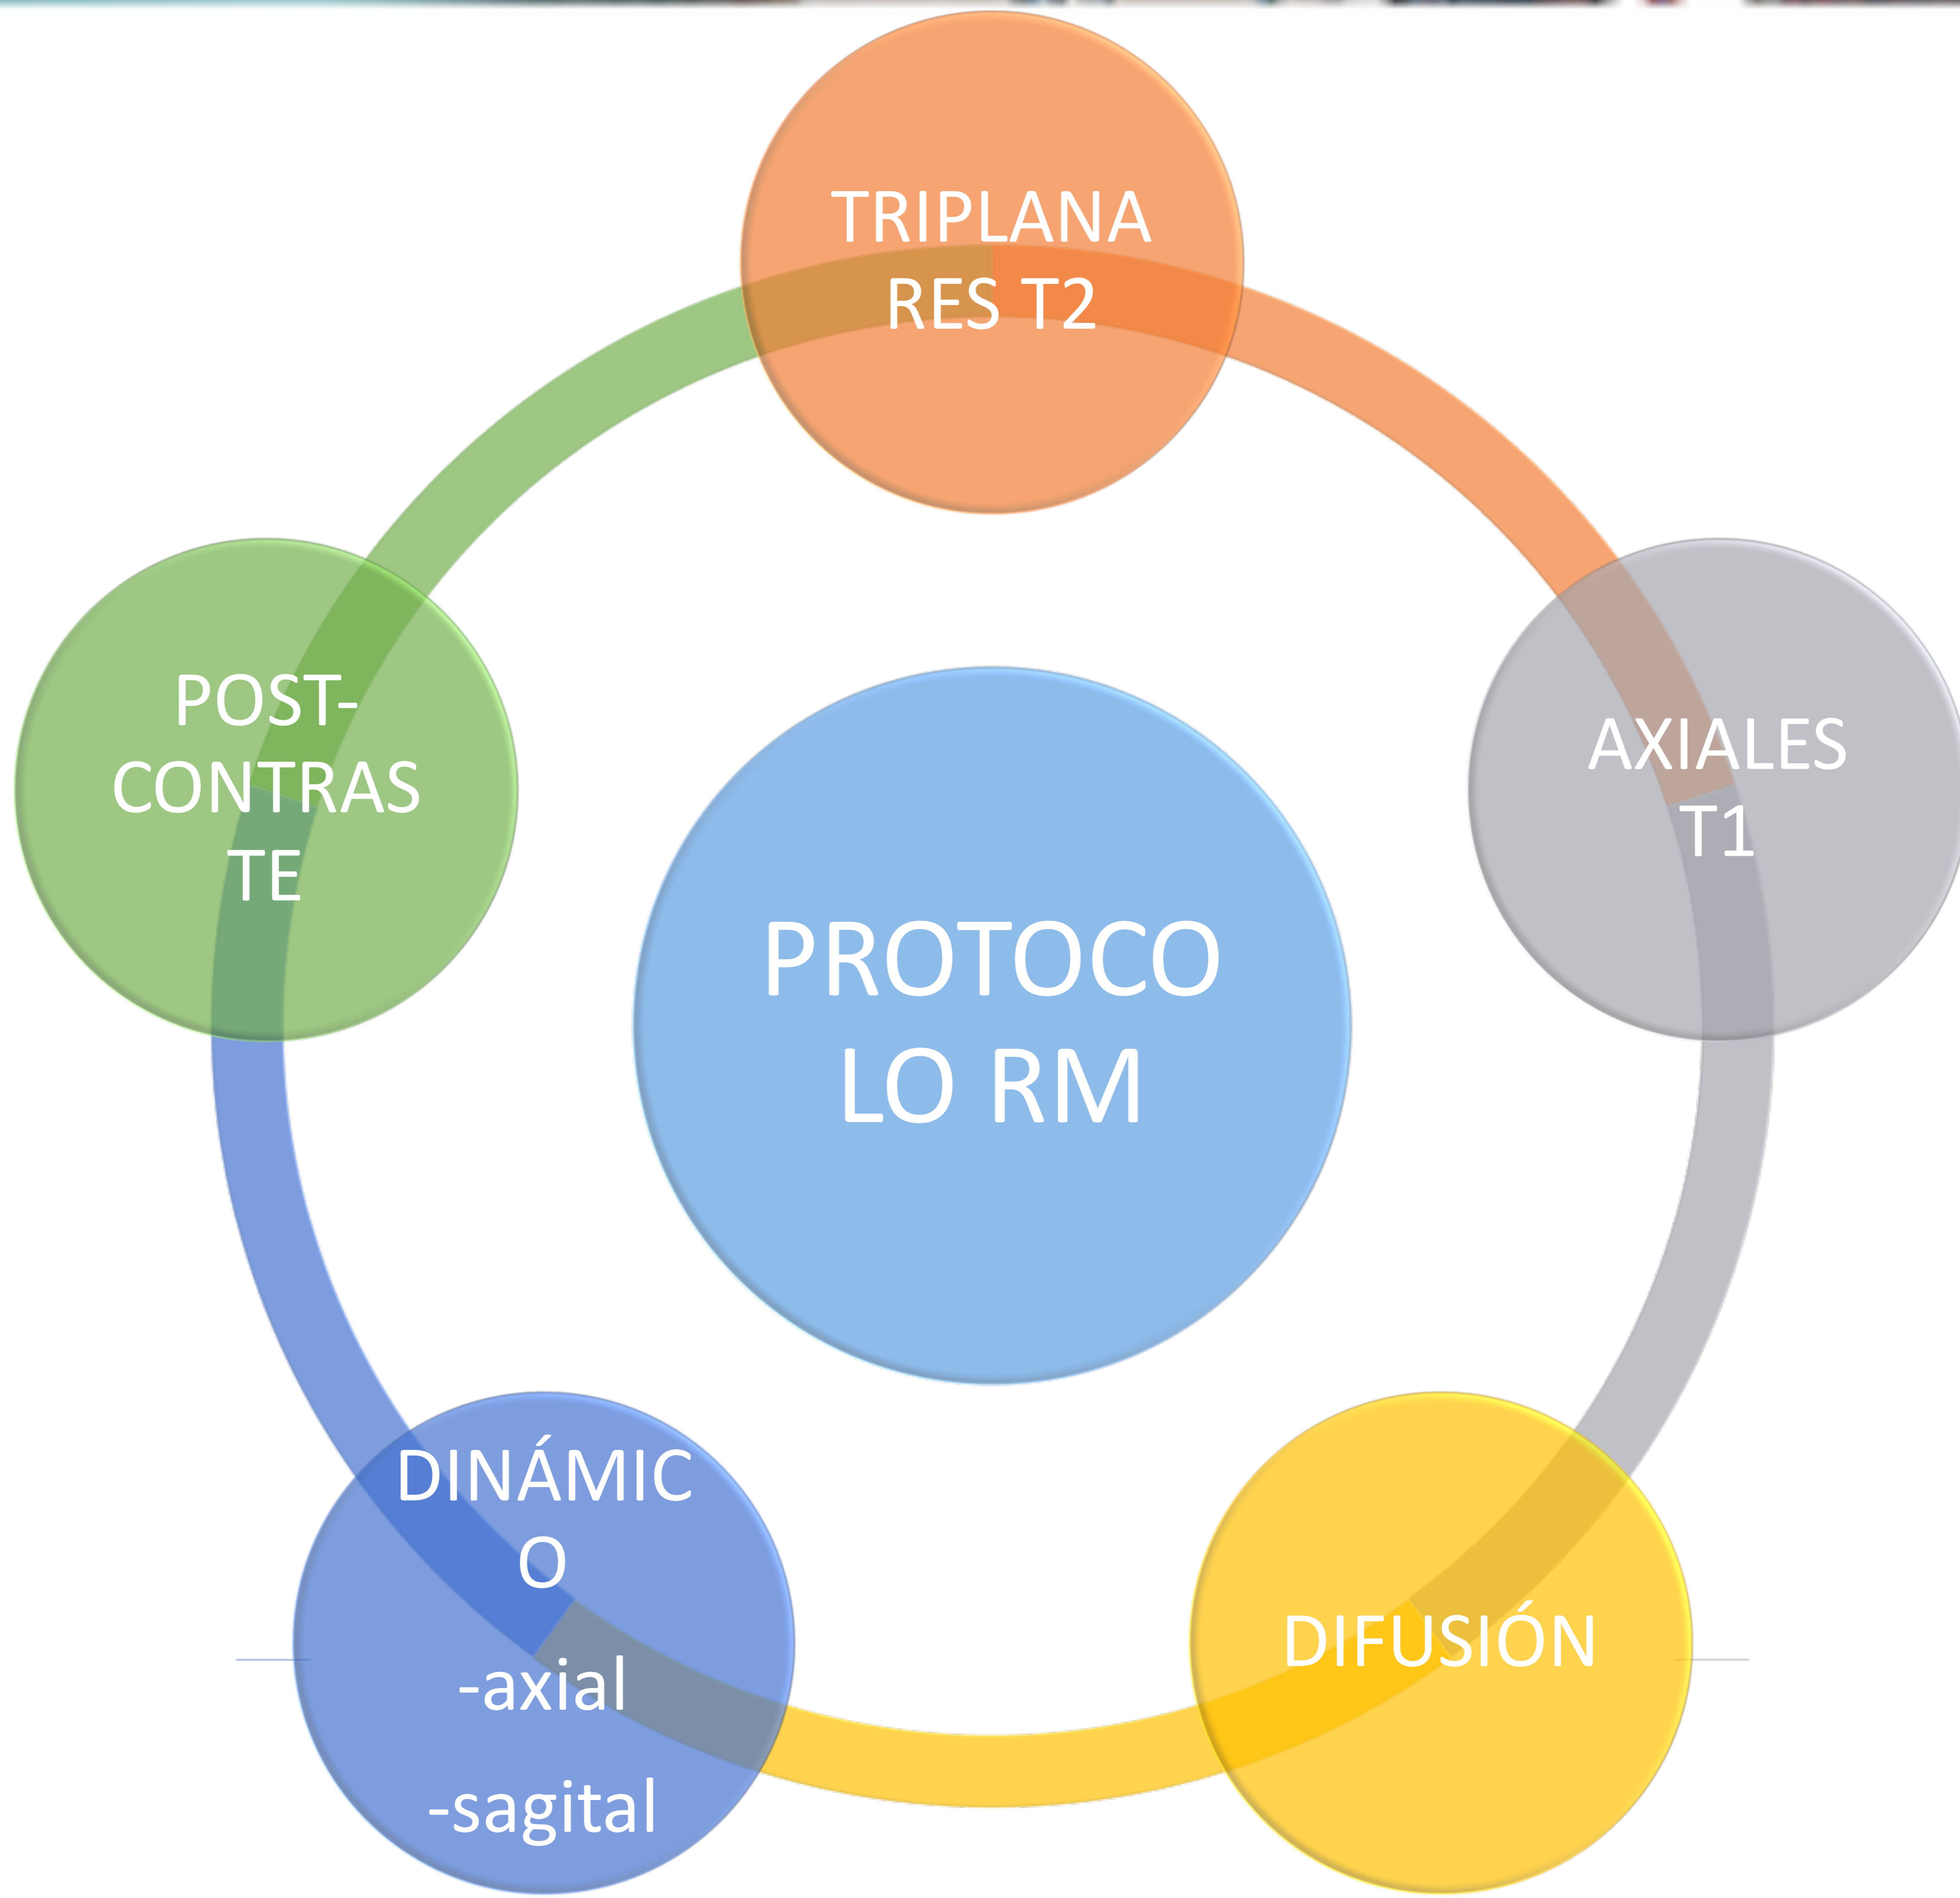 TRIPLANA
RES T2
AXIALES
T1
DIFUSIÓN
DINÁMIC
O
-axial
-sagital
POST-
CONTRAS
TE
PROTOCO
LO RM